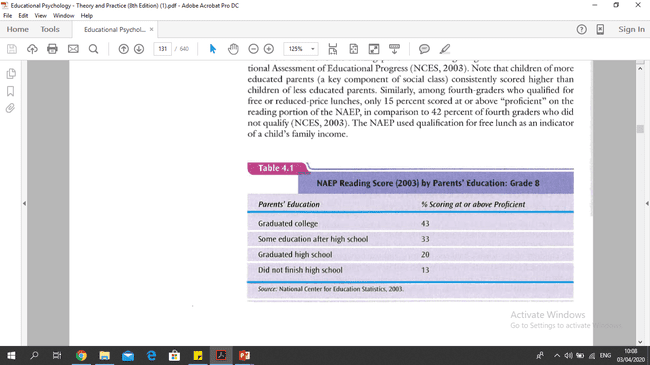 Educational Psychology - Theory and Practice (8th Edition) (1).pdf - Adobe Acrobat Pro DC
File Edit View Window Help
Home Tools Educational Psychol... × Sign In
131 / 640 125%
tional Assessment of Educational Progress (NCES, 2003). Note that children of more
educated parents (a key component of social class) consistently scored higher than
children of less educated parents. Similarly, among fourth-graders who qualified for
free or reduced-price lunches, only 15 percent scored at or above “proficient” on the
reading portion of the NAEP, in comparison to 42 percent of fourth graders who did
not qualify (NCES, 2003). The NAEP used qualification for free lunch as an indicator
of a child’s family income.
Table 4.1
NAEP Reading Score (2003) by Parents’ Education: Grade 8
Parents’ Education % Scoring at or above Proficient
Graduated college 43
Some education after high school 33
Graduated high school 20
Did not finish high school 13
Source: National Center for Education Statistics, 2003.
Activate Windows
Go to Settings to activate Windows.
ENG 10:08
03/04/2020